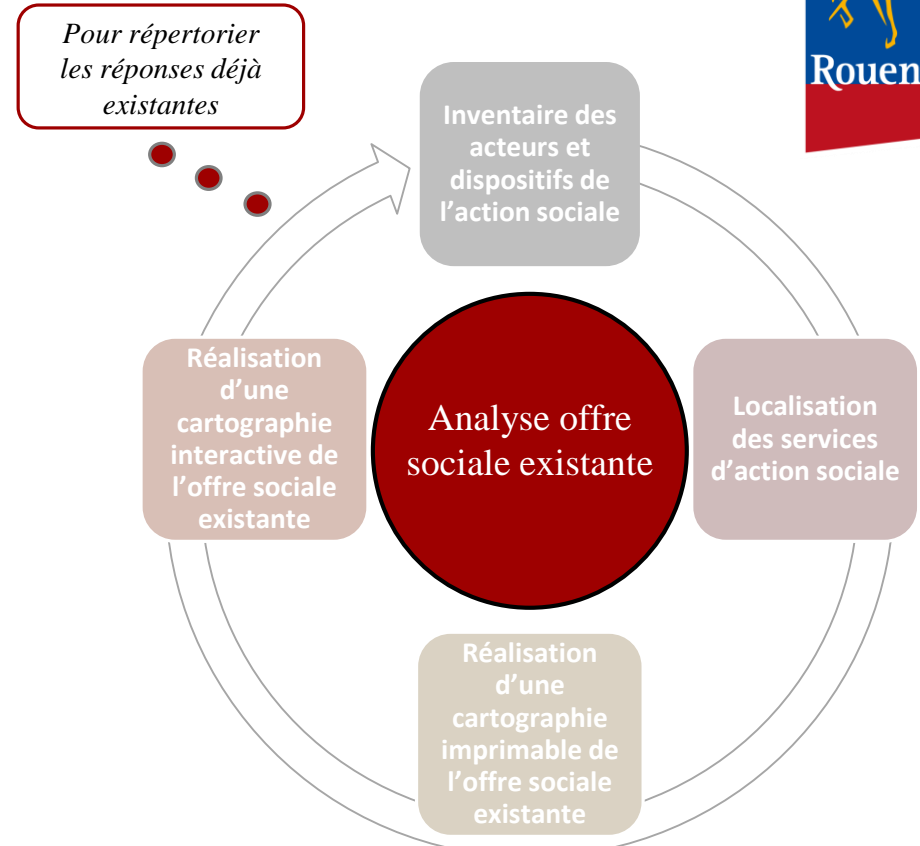 Pour répertorier
les réponses déjà
existantes
Rouen
Inventaire des
acteurs et
dispositifs de
l'action sociale
Réalisation
d'une
cartographie
interactive de
l'offre sociale
existante
Analyse offre
sociale existante
Localisation
des services
d'action sociale
Réalisation
d'une
cartographie
imprimable de
l'offre sociale
existante